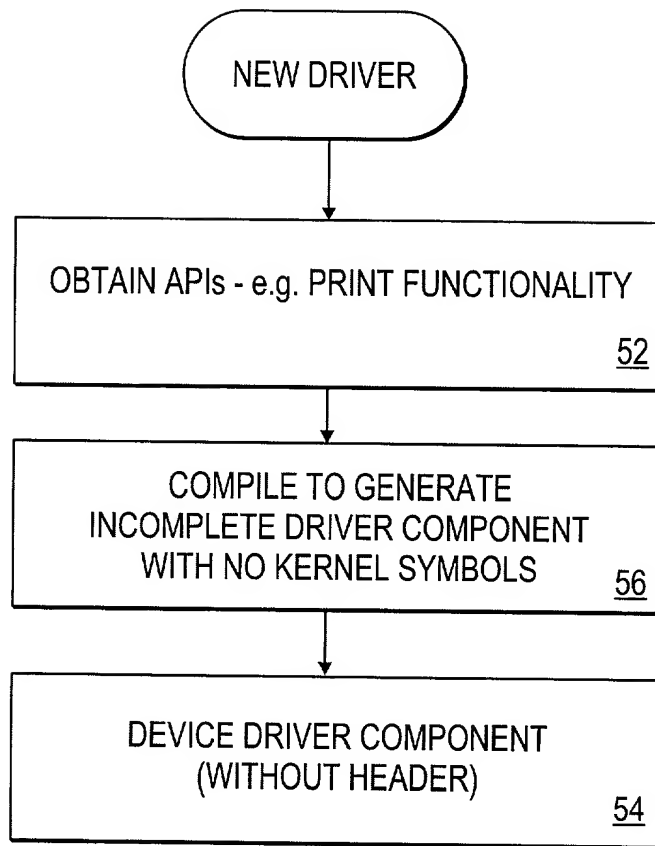 NEW DRIVER
OBTAIN APIs - e.g. PRINT FUNCTIONALITY
52
COMPILE TO GENERATE
INCOMPLETE DRIVER COMPONENT
WITH NO KERNEL SYMBOLS
56
DEVICE DRIVER COMPONENT
(WITHOUT HEADER)
54